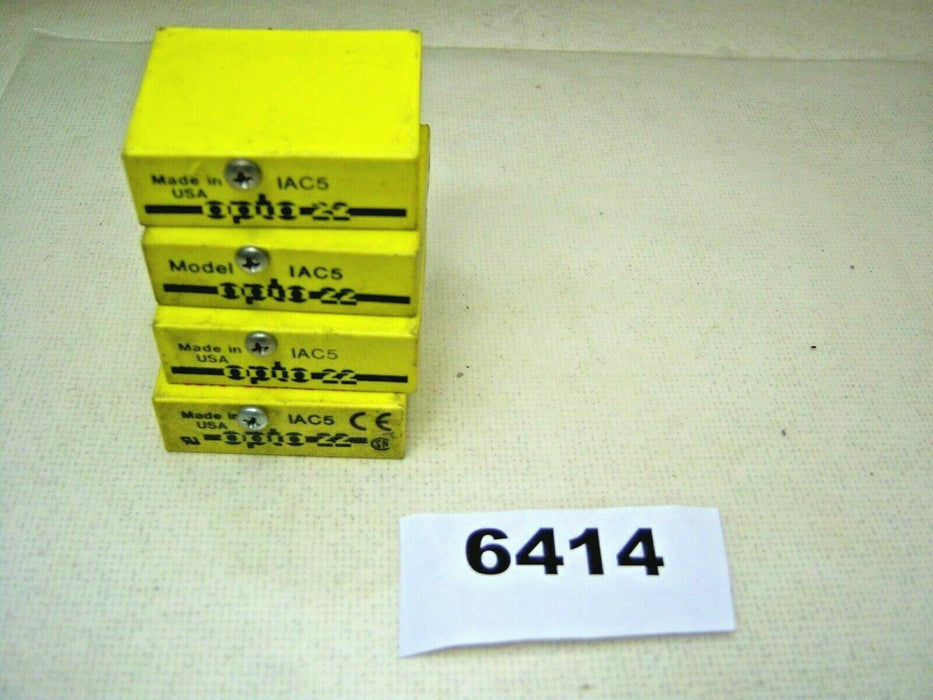 Made in IAC5
USA
opto 22
Model IAC5
opto 22
Made in IAC5
USA
opto 22
Made in IAC5 CE
USA
opto 22
6414